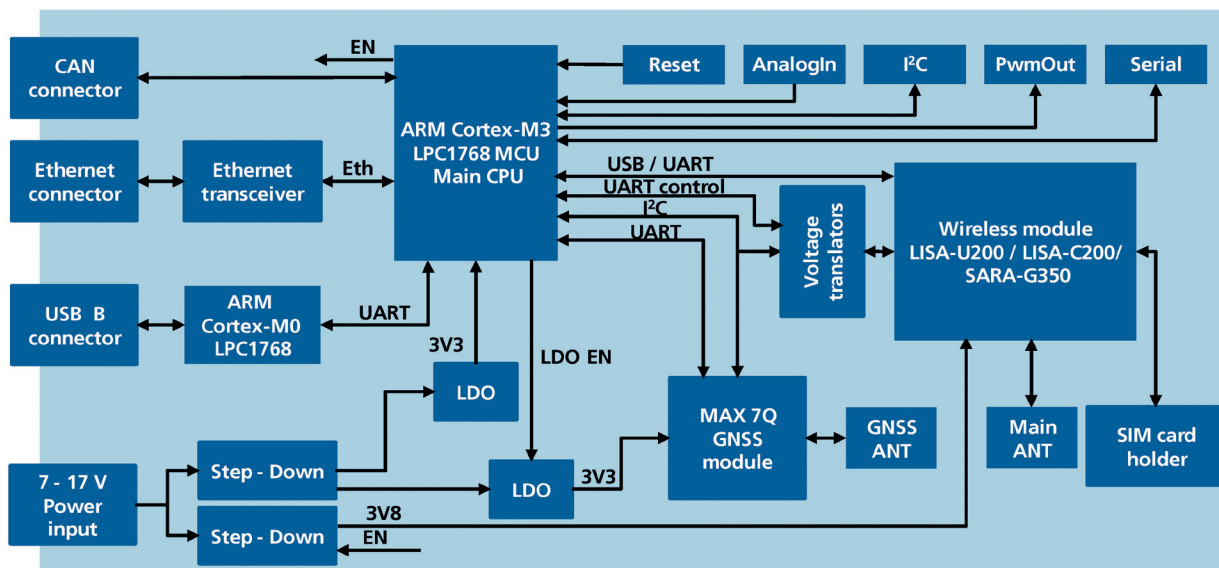 EN
CAN
connector
ARM Cortex-M3
LPC1768 MCU
Main CPU
Reset
AnalogIn
I²C
PwmOut
Serial
Ethernet
connector
Ethernet
transceiver
Eth
USB / UART
UART control
I²C
UART
Voltage
translators
Wireless module
LISA-U200 / LISA-C200/
SARA-G350
USB B
connector
ARM
Cortex-M0
LPC1768
UART
3V3
LDO EN
LDO
MAX 7Q
GNSS
module
GNSS
ANT
Main
ANT
SIM card
holder
7 - 17 V
Power
input
Step - Down
LDO
3V3
Step - Down
3V8
EN